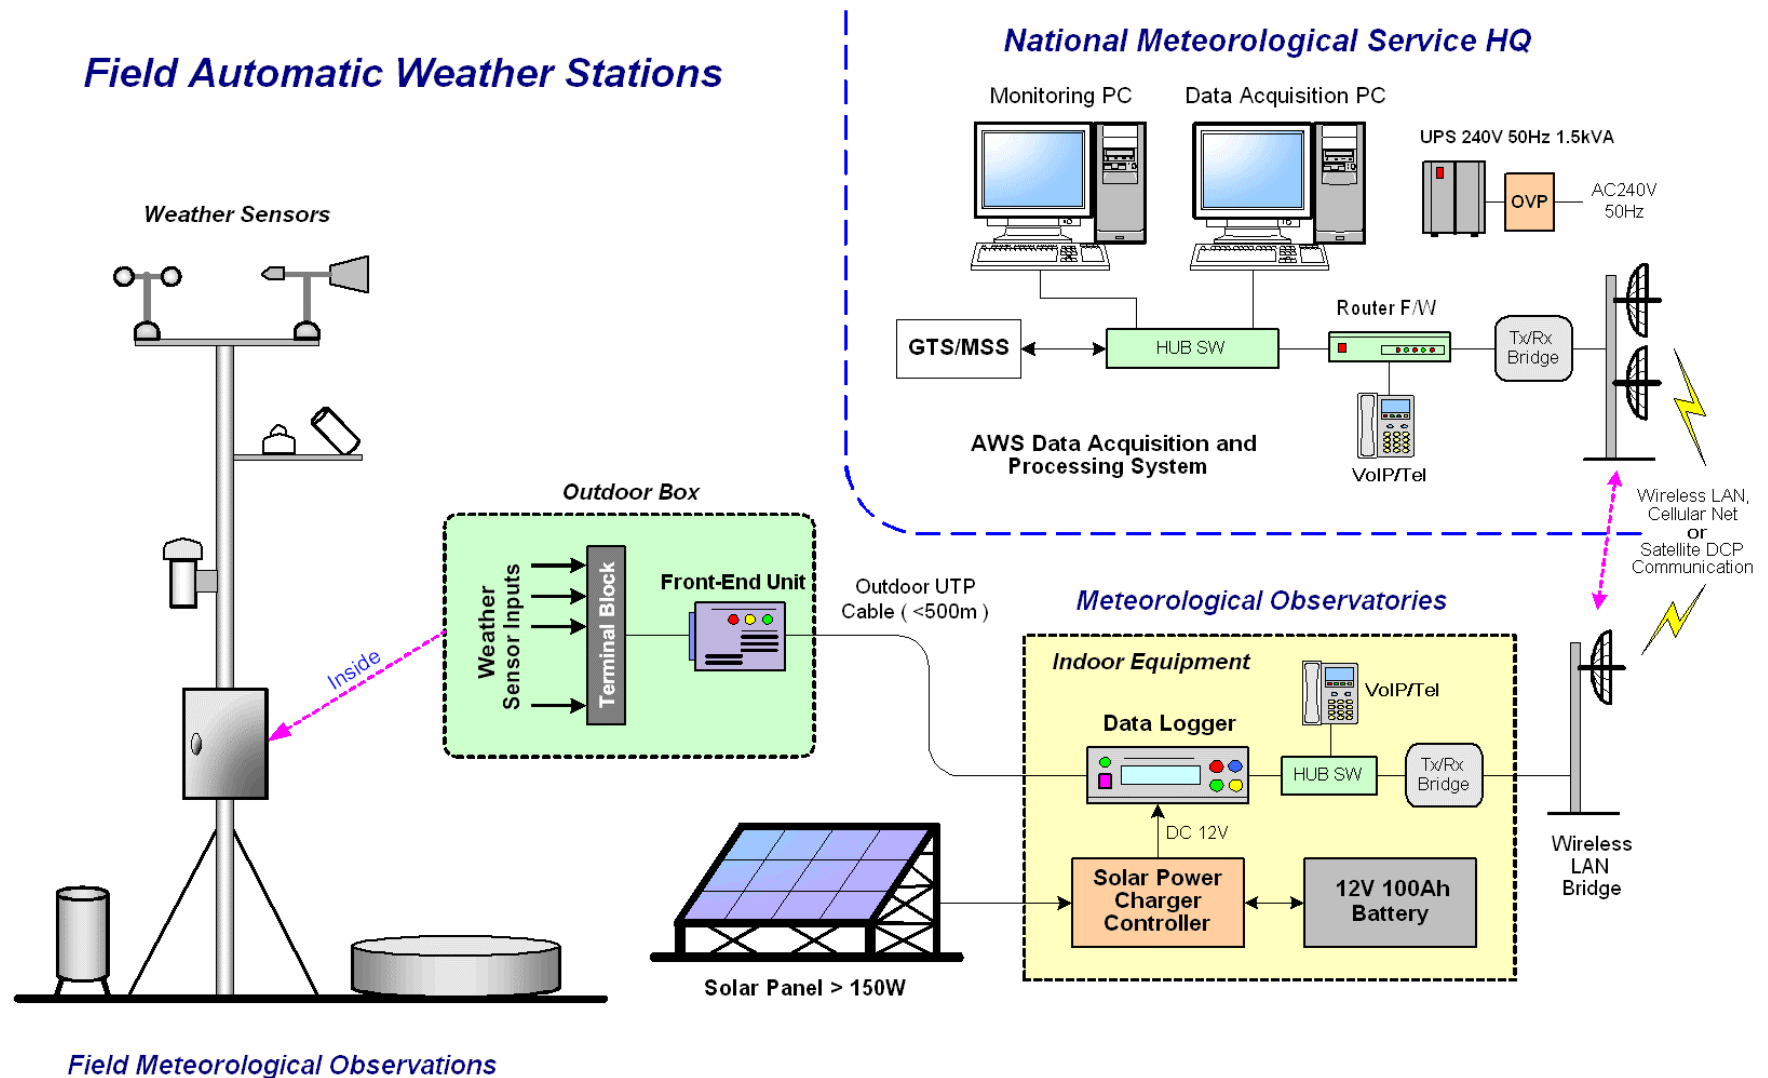 Field Automatic Weather Stations
National Meteorological Service HQ
Monitoring PC
Data Acquisition PC
UPS 240V 50Hz 1.5kVA
OVP
AC240V
50Hz
Weather Sensors
Router F/W
GTS/MSS
HUB SW
Tx/Rx
Bridge
AWS Data Acquisition and
Processing System
VoIP/Tel
Wireless LAN,
Cellular Net
or
Satellite DCP
Communication
Outdoor Box
Weather
Sensor Inputs
Terminal Block
Front-End Unit
Outdoor UTP
Cable ( <500m )
Inside
Meteorological Observatories
Indoor Equipment
VoIP/Tel
Data Logger
HUB SW
Tx/Rx
Bridge
DC 12V
Solar Power
Charger
Controller
12V 100Ah
Battery
Wireless
LAN
Bridge
Solar Panel > 150W
Field Meteorological Observations